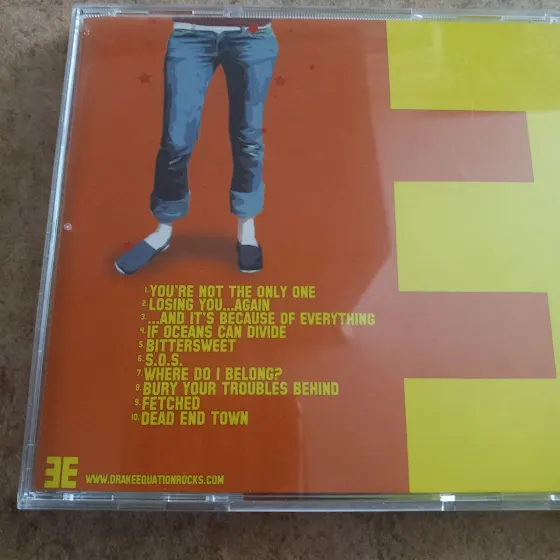 1. YOU'RE NOT THE ONLY ONE
2. LOSING YOU...AGAIN
3. ...AND IT'S BECAUSE OF EVERYTHING
4. IF OCEANS CAN DIVIDE
5. BITTERSWEET
6. S.O.S.
7. WHERE DO I BELONG?
8. BURY YOUR TROUBLES BEHIND
9. FETCHED
10. DEAD END TOWN
WWW.DRAKEEQUATIONROCKS.COM